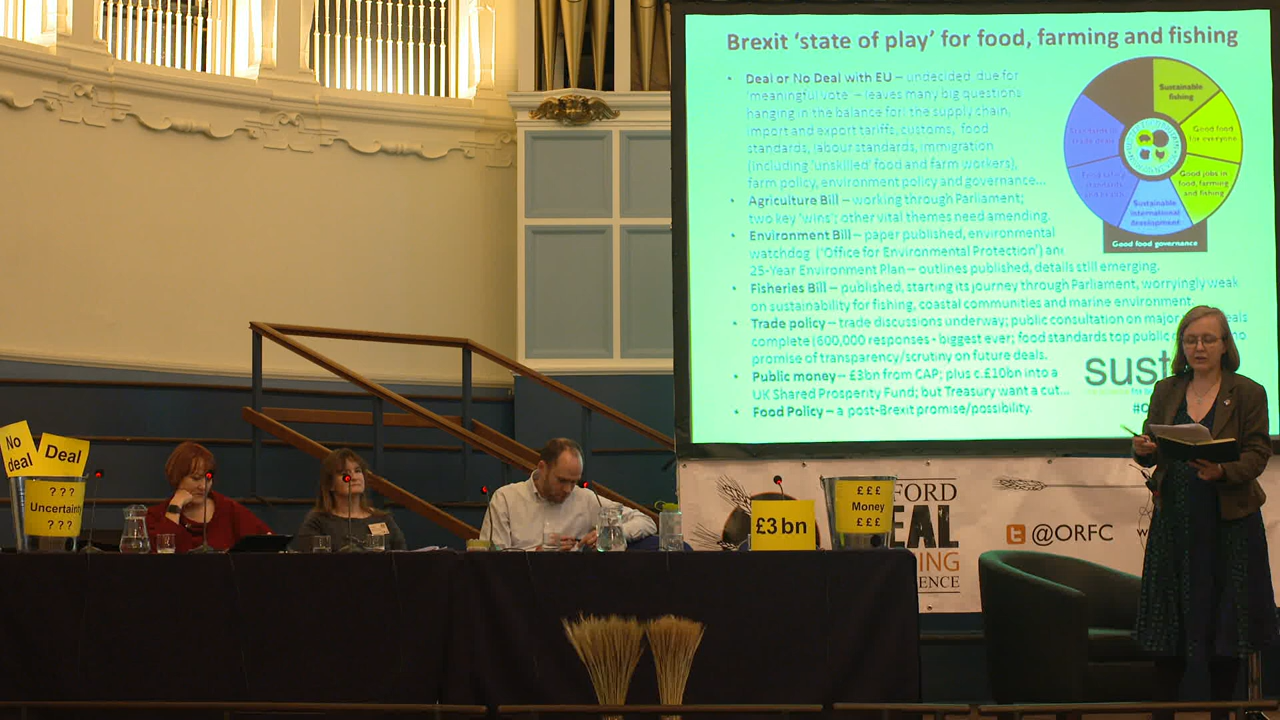 Brexit 'state of play' for food, farming and fishing
• Deal or No Deal with EU – undecided, due for
'meaningful vote' – leaves many big questions
hanging in the balance for: the supply chain,
import and export tariffs, customs, food
standards, labour standards, immigration
(including 'unskilled' food and farm workers),
farm policy, environment policy and governance...
• Agriculture Bill – working through Parliament;
two key 'wins'; other vital themes need amending.
• Environment Bill – paper published, environmental
watchdog ('Office for Environmental Protection') and
25-Year Environment Plan – outlines published, details still emerging.
• Fisheries Bill – published, starting its journey through Parliament, worryingly weak
on sustainability for fishing, coastal communities and marine environment.
• Trade policy – trade discussions underway; public consultation on major
complete (600,000 responses - biggest ever; food standards top public
promise of transparency/scrutiny on future deals.
• Public money – £3bn from CAP; plus c.£10bn into a
UK Shared Prosperity Fund; but Treasury want a cut...
• Food Policy – a post-Brexit promise/possibility.
Sustainable
fishing
Good food
for everyone
Good jobs in
food, farming
and fishing
Sustainable
international
development
Good food governance
sust
No
deal
Deal
? ? ?
Uncertainty
? ? ?
£3 bn
£££
Money
£££
FORD
EAL
ING
ENCE
@ORFC